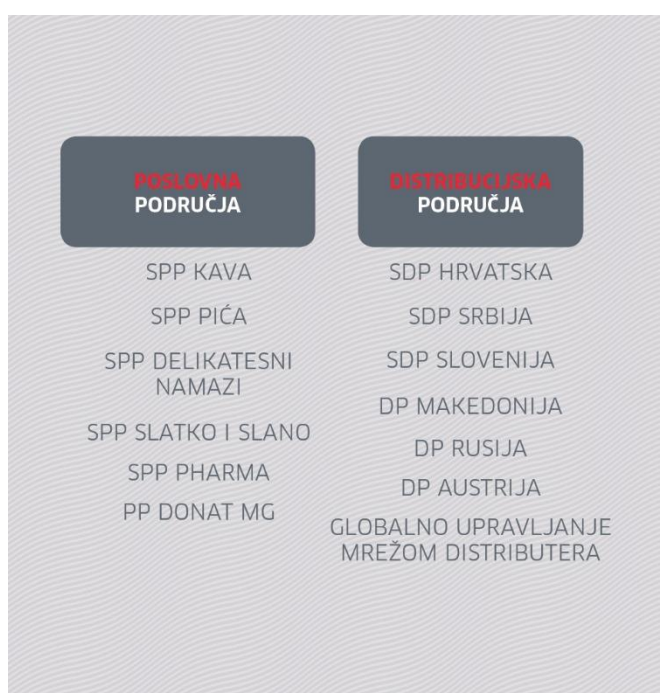 POSLOVNA
PODRUČJA
SPP KAVA
SPP PIĆA
SPP DELIKATESNI
NAMAZI
SPP SLATKO I SLANO
SPP PHARMA
PP DONAT MG
DISTRIBUCIJSKA
PODRUČJA
SDP HRVATSKA
SDP SRBIJA
SDP SLOVENIJA
DP MAKEDONIJA
DP RUSIJA
DP AUSTRIJA
GLOBALNO UPRAVLJANJE
MREŽOM DISTRIBUTERA